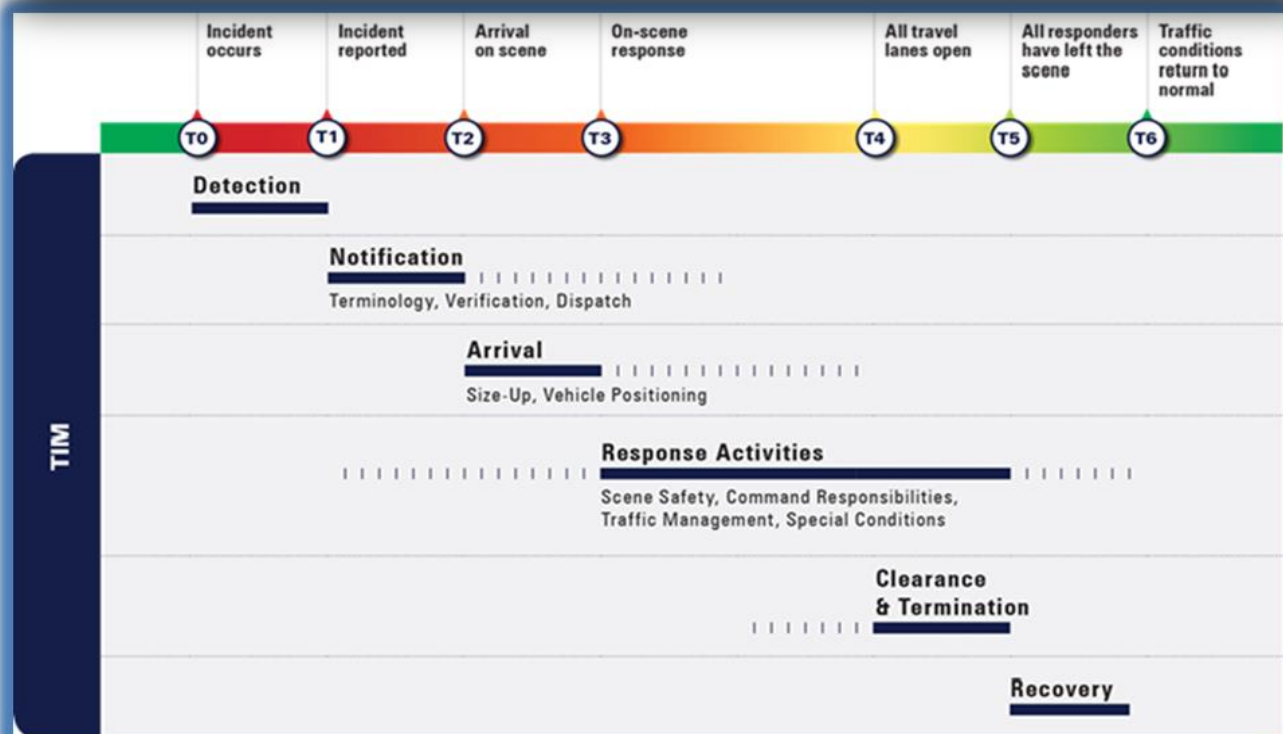 Incident
occurs
Incident
reported
Arrival
on scene
On-scene
response
All travel
lanes open
All responders
have left the
scene
Traffic
conditions
return to
normal
T0
T1
T2
T3
T4
T5
T6
TIM
Detection
Notification
Terminology, Verification, Dispatch
Arrival
Size-Up, Vehicle Positioning
Response Activities
Scene Safety, Command Responsibilities,
Traffic Management, Special Conditions
Clearance
& Termination
Recovery